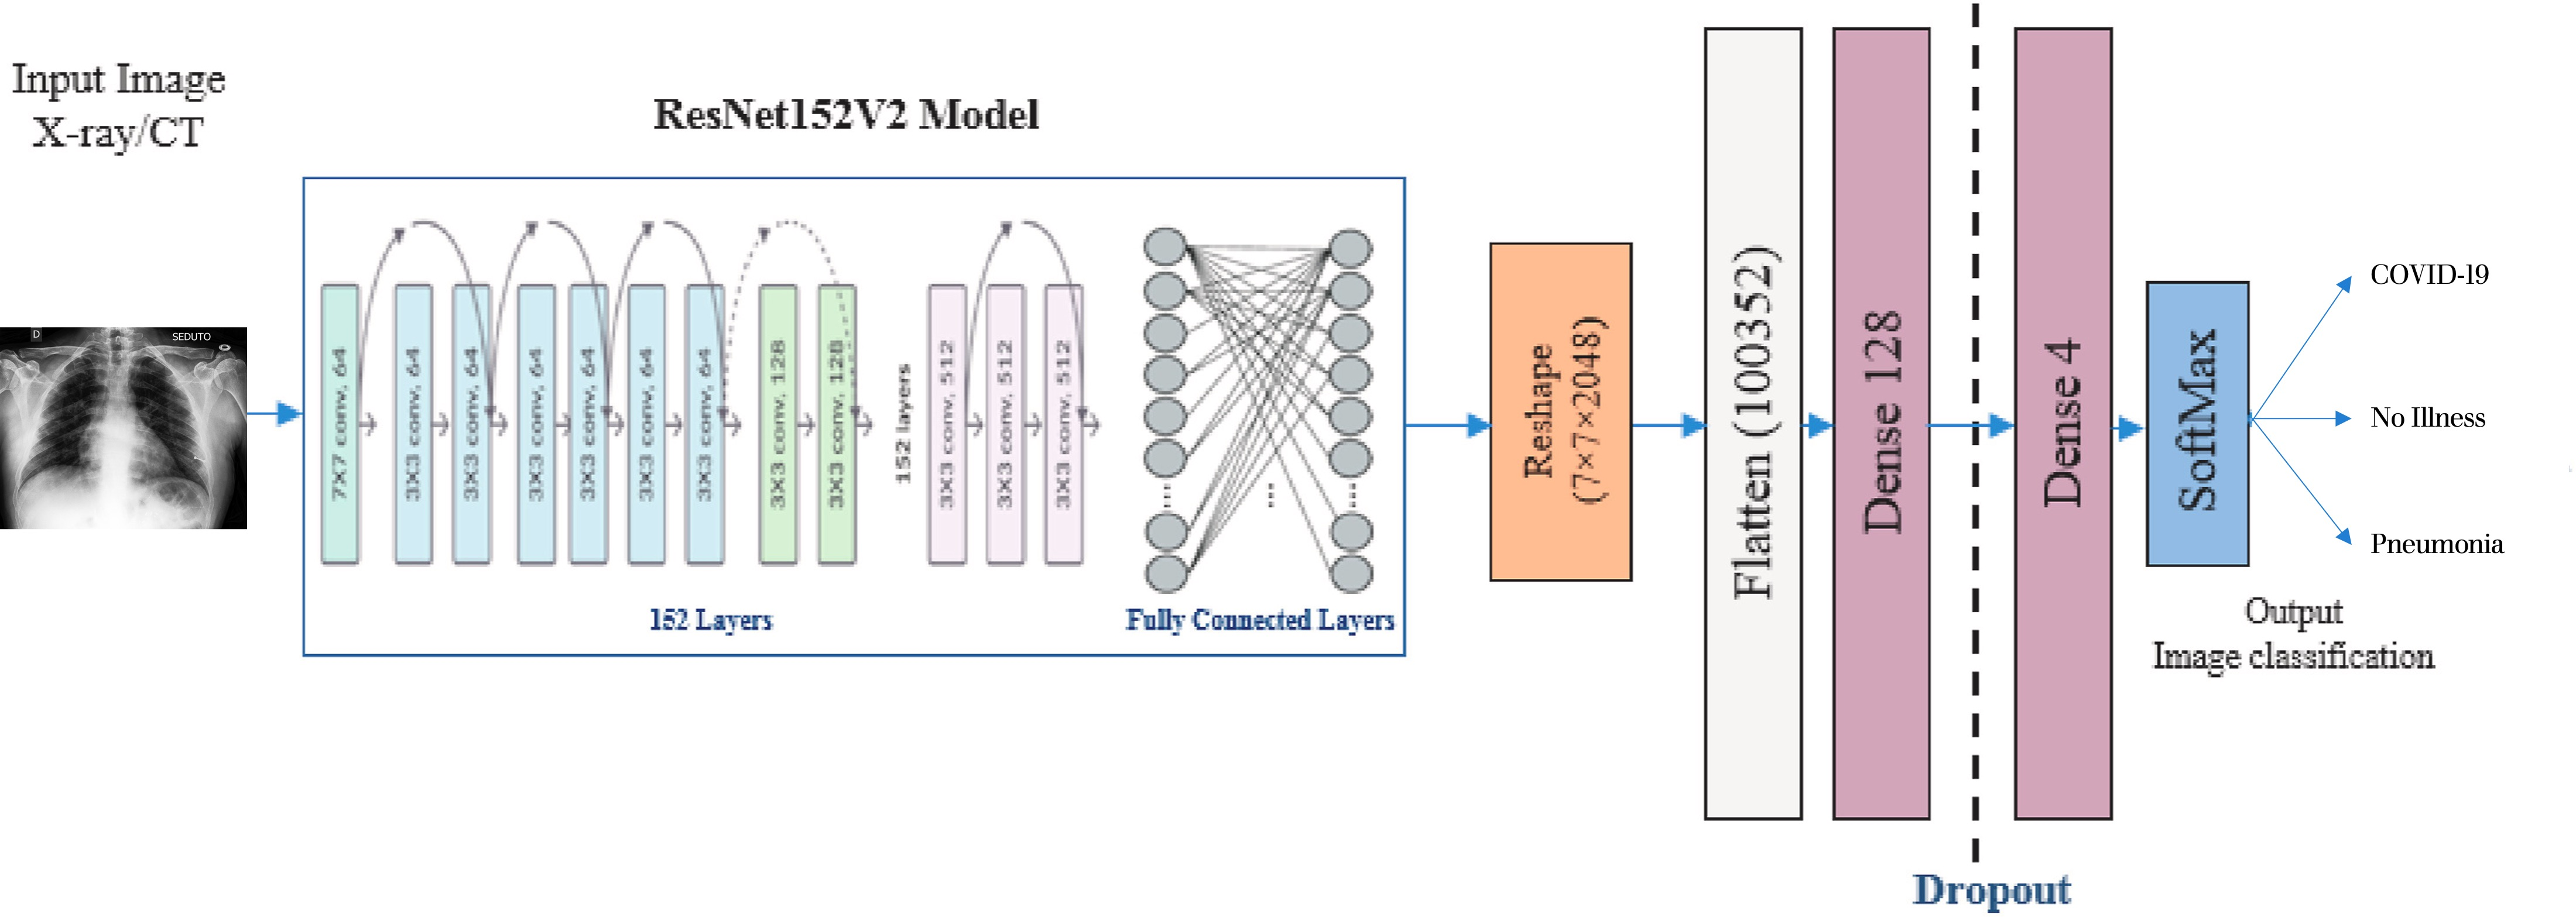 Input Image
X-ray/CT
D
SEDUTO
ResNet152V2 Model
7X7 conv, 64
3X3 conv, 64
3X3 conv, 64
3X3 conv, 64
3X3 conv, 64
3X3 conv, 64
3X3 conv, 64
3X3 conv, 128
3X3 conv, 128
152 layers
3X3 conv, 512
3X3 conv, 512
3X3 conv, 512
152 Layers
Fully Connected Layers
Reshape
(7×7×2048)
Flatten (100352)
Dense 128
Dropout
Dense 4
SoftMax
COVID-19
No Illness
Pneumonia
Output
Image classification